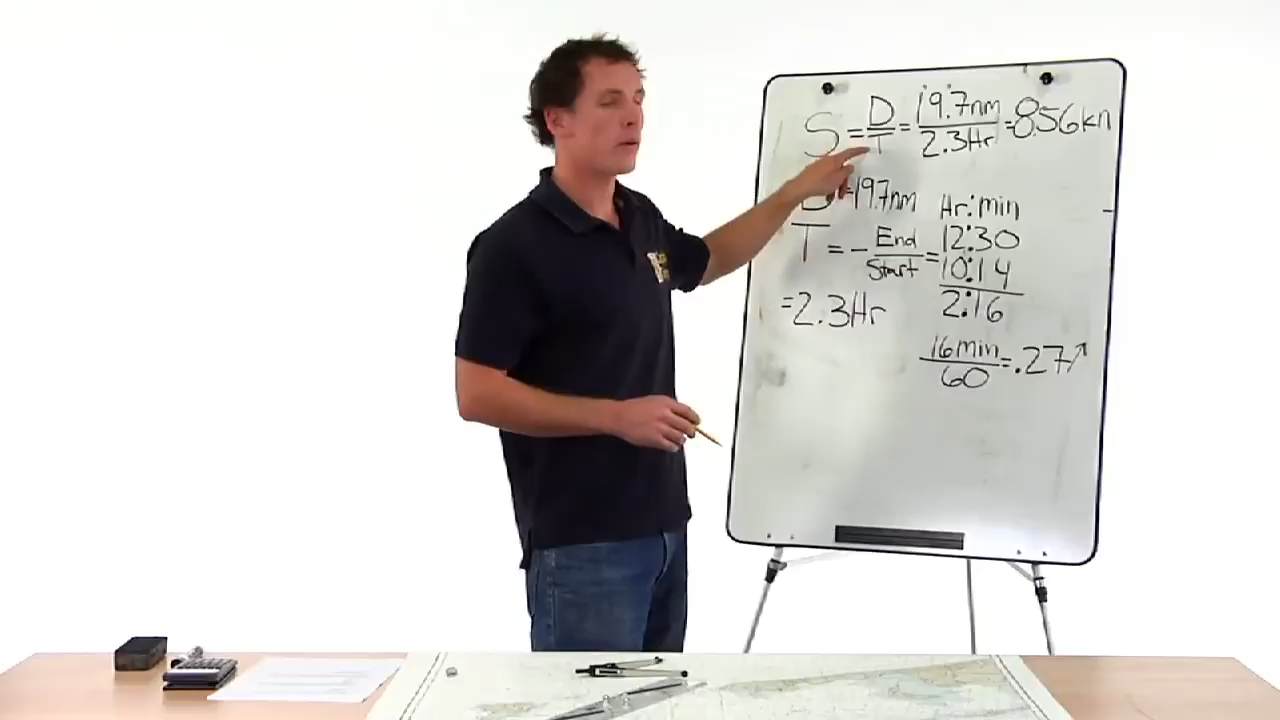 S = D/T = 19.7nm/2.3Hr = 8.56kn
D = 19.7nm
T = - End/Start = Hr:min
12:30
10:14
2:16
= 2.3Hr
16min/60 = .27↗